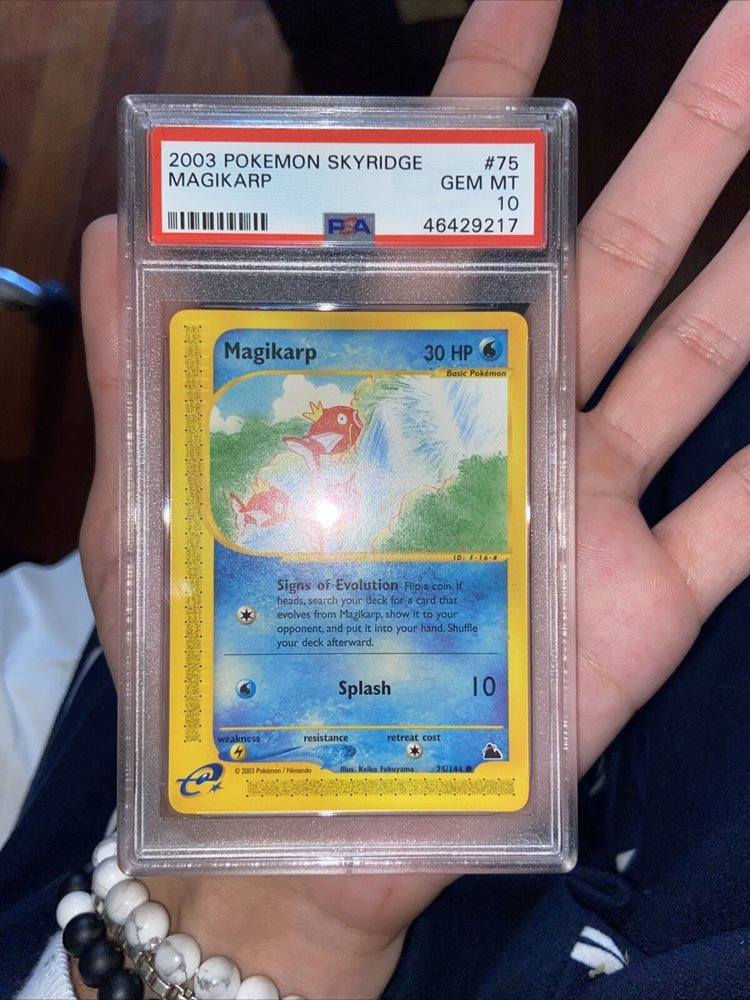 2003 POKEMON SKYRIDGE #75
MAGIKARP GEM MT
10
PSA 46429217
Magikarp 30 HP
Basic Pokémon
ID: F-16-#
Signs of Evolution Flip a coin. If
heads, search your deck for a card that
evolves from Magikarp, show it to your
opponent, and put it into your hand. Shuffle
your deck afterward.
Splash 10
weakness resistance retreat cost
e © 2003 Pokémon / Nintendo Illus. Keiko Fukuyama 75/144